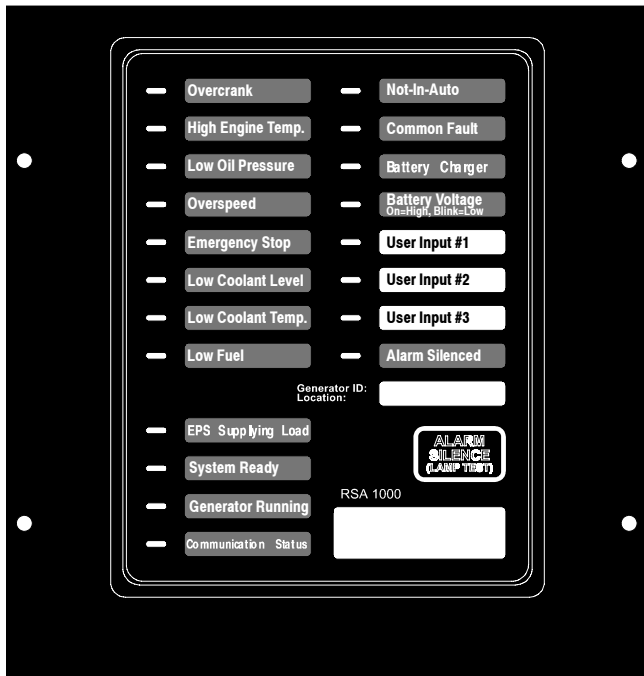 Overcrank
High Engine Temp.
Low Oil Pressure
Overspeed
Emergency Stop
Low Coolant Level
Low Coolant Temp.
Low Fuel
Not-In-Auto
Common Fault
Battery Charger
Battery Voltage
On=High, Blink=Low
User Input #1
User Input #2
User Input #3
Alarm Silenced
Generator ID:
Location:
EPS Supplying Load
System Ready
Generator Running
Communication Status
ALARM
SILENCE
(LAMP TEST)
RSA 1000